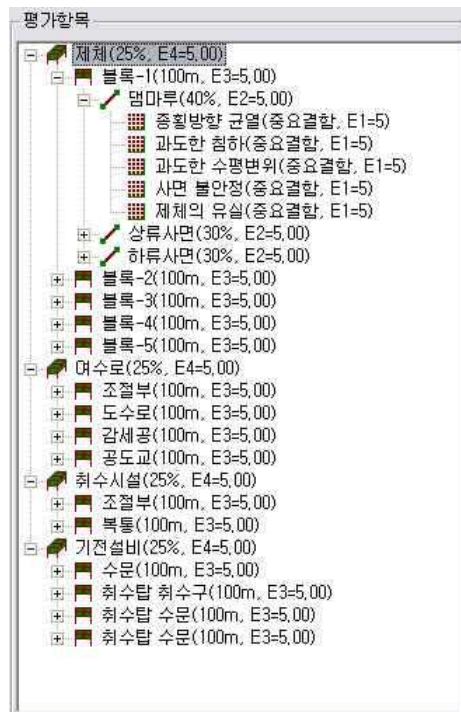 평가항목
제체(25%, E4=5,00)
블록-1(100m, E3=5,00)
댐마루(40%, E2=5,00)
종횡방향 균열(중요결함, E1=5)
과도한 침하(중요결함, E1=5)
과도한 수평변위(중요결함, E1=5)
사면 불안정(중요결함, E1=5)
제체의 유실(중요결함, E1=5)
상류사면(30%, E2=5,00)
하류사면(30%, E2=5,00)
블록-2(100m, E3=5,00)
블록-3(100m, E3=5,00)
블록-4(100m, E3=5,00)
블록-5(100m, E3=5,00)
여수로(25%, E4=5,00)
조절부(100m, E3=5,00)
도수로(100m, E3=5,00)
감세공(100m, E3=5,00)
공도교(100m, E3=5,00)
취수시설(25%, E4=5,00)
조절부(100m, E3=5,00)
복통(100m, E3=5,00)
기전설비(25%, E4=5,00)
수문(100m, E3=5,00)
취수탑 취수구(100m, E3=5,00)
취수탑 수문(100m, E3=5,00)
취수탑 수문(100m, E3=5,00)